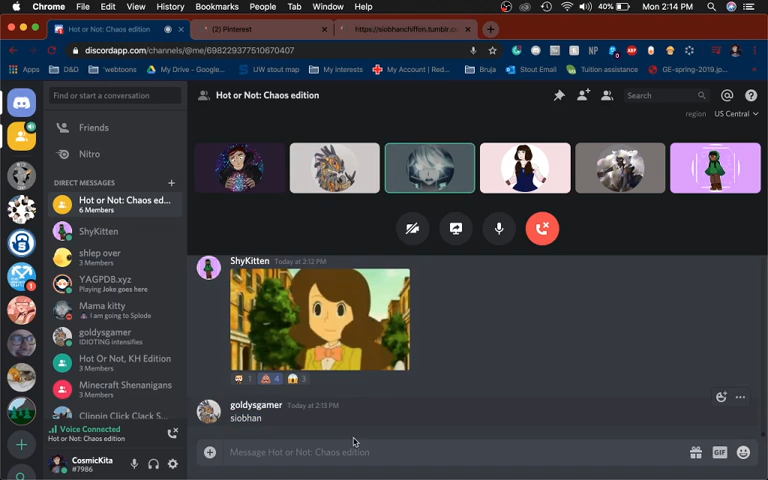 Chrome File Edit View History Bookmarks People Tab Window Help 40% Mon 2:14 PM
Hot or Not: Chaos edition
(2) Pinterest
https://siobhanchiffon.tumblr.co
discordapp.com/channels/@me/698229377510670407
Apps D&D *webtoons My Drive - Google... UW stout map My interests My Account | Red... Bruja Stout Email Tuition assistance GE-spring-2019.jp...
Find or start a conversation
Hot or Not: Chaos edition
Search
region US Central
Friends
Nitro
DIRECT MESSAGES
Hot or Not: Chaos ed...
6 Members
ShyKitten
shlep over
3 Members
YAGPDB.xyz
Playing Joka goes here
Mama kitty
I am going to Splode
goldysgamer
IDIOTING intensifies
Hot Or Not, KH Edition
3 Members
Minecraft Shenanigans
3 Members
Clippin Click Clack S...
Voice Connected
Hot or Not: Chaos edition
CosmicKita
#7986
ShyKitten Today at 2:12 PM
1 4 3
goldysgamer Today at 2:13 PM
siobhan
Message Hot or Not: Chaos edition
GIF